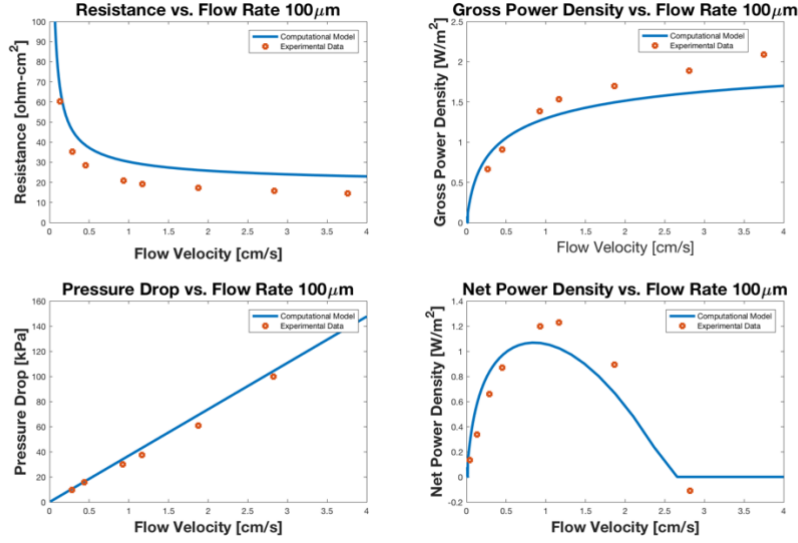 Resistance vs. Flow Rate 100μm
Resistance [ohm-cm²]
100
90
80
70
60
50
40
30
20
10
0
0 0.5 1 1.5 2 2.5 3 3.5 4
Flow Velocity [cm/s]
Computational Model
Experimental Data
Gross Power Density vs. Flow Rate 100μm
Gross Power Density [W/m²]
2.5
2
1.5
1
0.5
0
0 0.5 1 1.5 2 2.5 3 3.5 4
Flow Velocity [cm/s]
Computational Model
Experimental Data
Pressure Drop vs. Flow Rate 100μm
Pressure Drop [kPa]
160
140
120
100
80
60
40
20
0
0 0.5 1 1.5 2 2.5 3 3.5 4
Flow Velocity [cm/s]
Computational Model
Experimental Data
Net Power Density vs. Flow Rate 100μm
Net Power Density [W/m²]
1.4
1.2
1
0.8
0.6
0.4
0.2
0
-0.2
0 0.5 1 1.5 2 2.5 3 3.5 4
Flow Velocity [cm/s]
Computational Model
Experimental Data